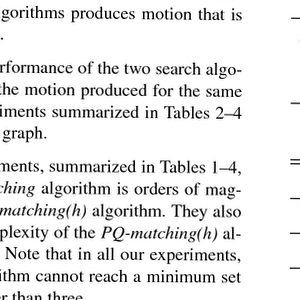 gorithms produces motion that is
.
rformance of the two search algo-
the motion produced for the same
iments summarized in Tables 2–4
graph.
ments, summarized in Tables 1–4,
ching algorithm is orders of mag-
matching(h) algorithm. They also
plexity of the PQ-matching(h) al-
Note that in all our experiments,
ithm cannot reach a minimum set
er than three